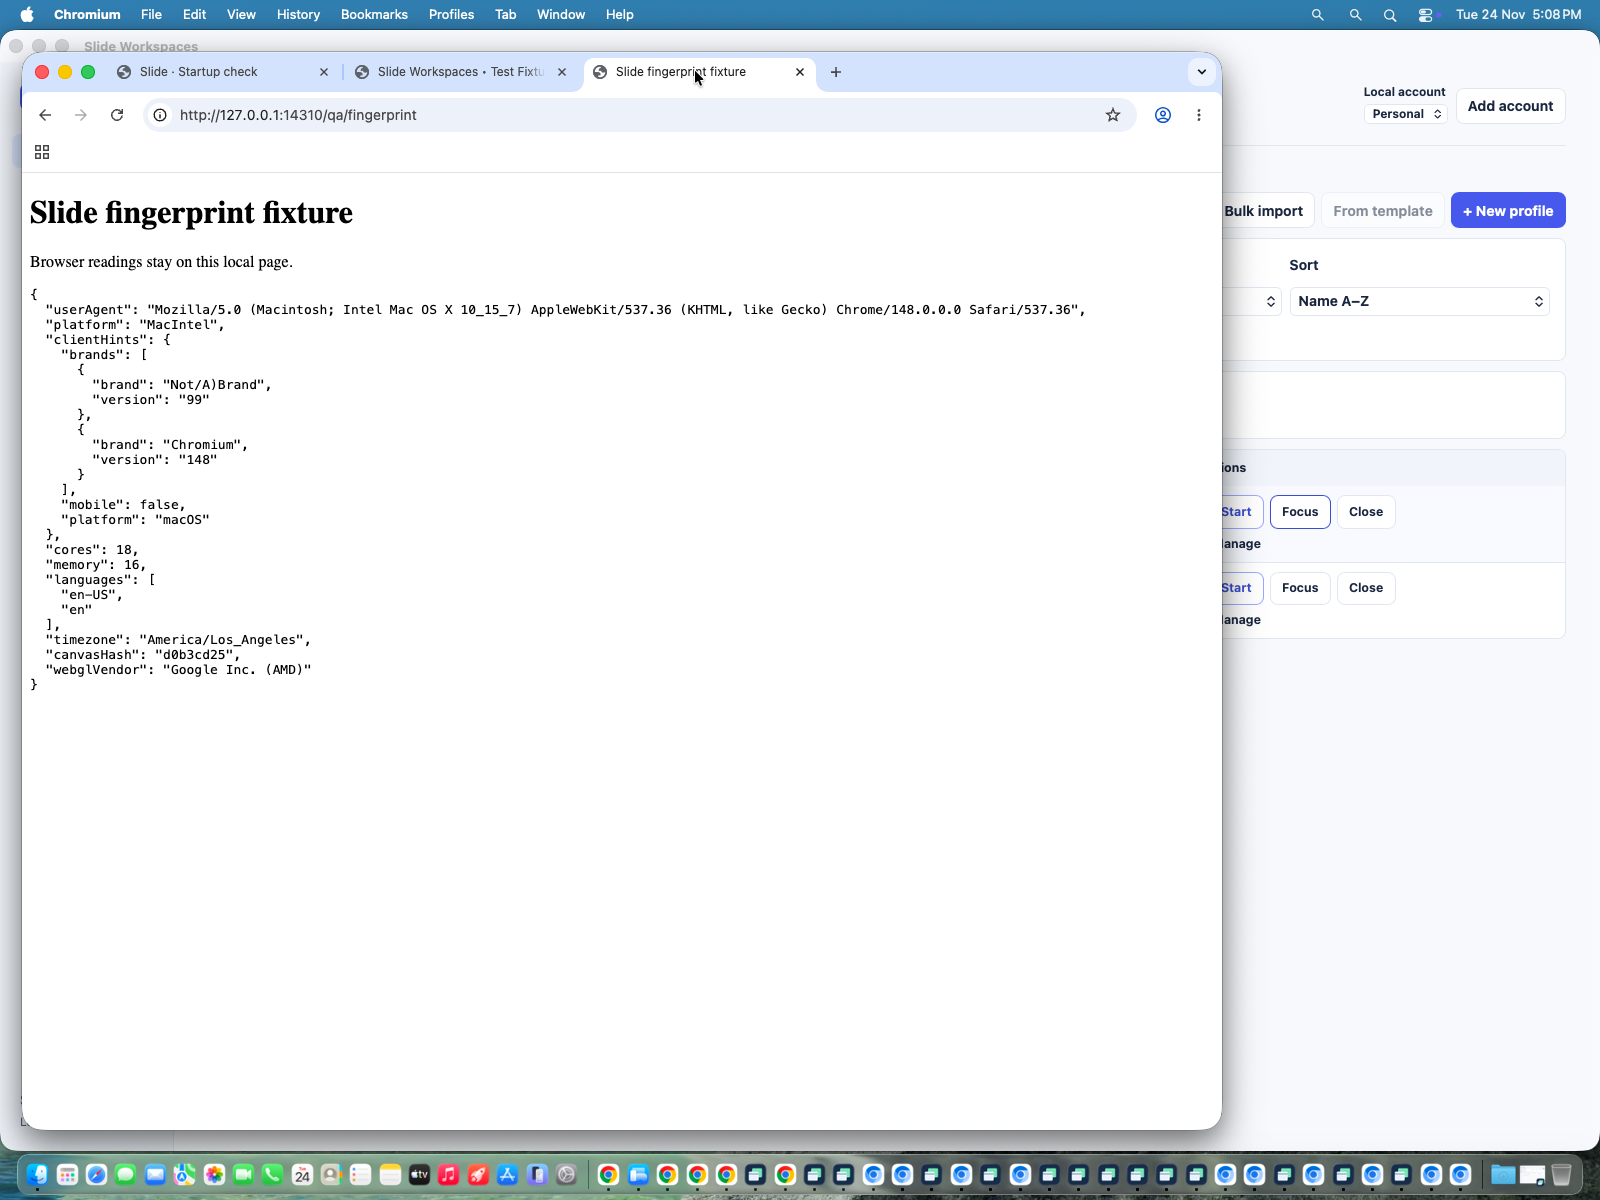 Chromium File Edit View History Bookmarks Profiles Tab Window Help Tue 24 Nov 5:08 PM
Slide Workspaces
Slide · Startup check Slide Workspaces • Test Fixtu Slide fingerprint fixture
http://127.0.0.1:14310/qa/fingerprint
Slide fingerprint fixture
Browser readings stay on this local page.
{
"userAgent": "Mozilla/5.0 (Macintosh; Intel Mac OS X 10_15_7) AppleWebKit/537.36 (KHTML, like Gecko) Chrome/148.0.0.0 Safari/537.36",
"platform": "MacIntel",
"clientHints": {
"brands": [
{
"brand": "Not/A)Brand",
"version": "99"
},
{
"brand": "Chromium",
"version": "148"
}
],
"mobile": false,
"platform": "macOS"
},
"cores": 18,
"memory": 16,
"languages": [
"en-US",
"en"
],
"timezone": "America/Los_Angeles",
"canvasHash": "d0b3cd25",
"webglVendor": "Google Inc. (AMD)"
}
Local account
Personal
Add account
Bulk import From template + New profile
Sort
Name A–Z
ions
Start Focus Close
anage
Start Focus Close
anage
24
tv